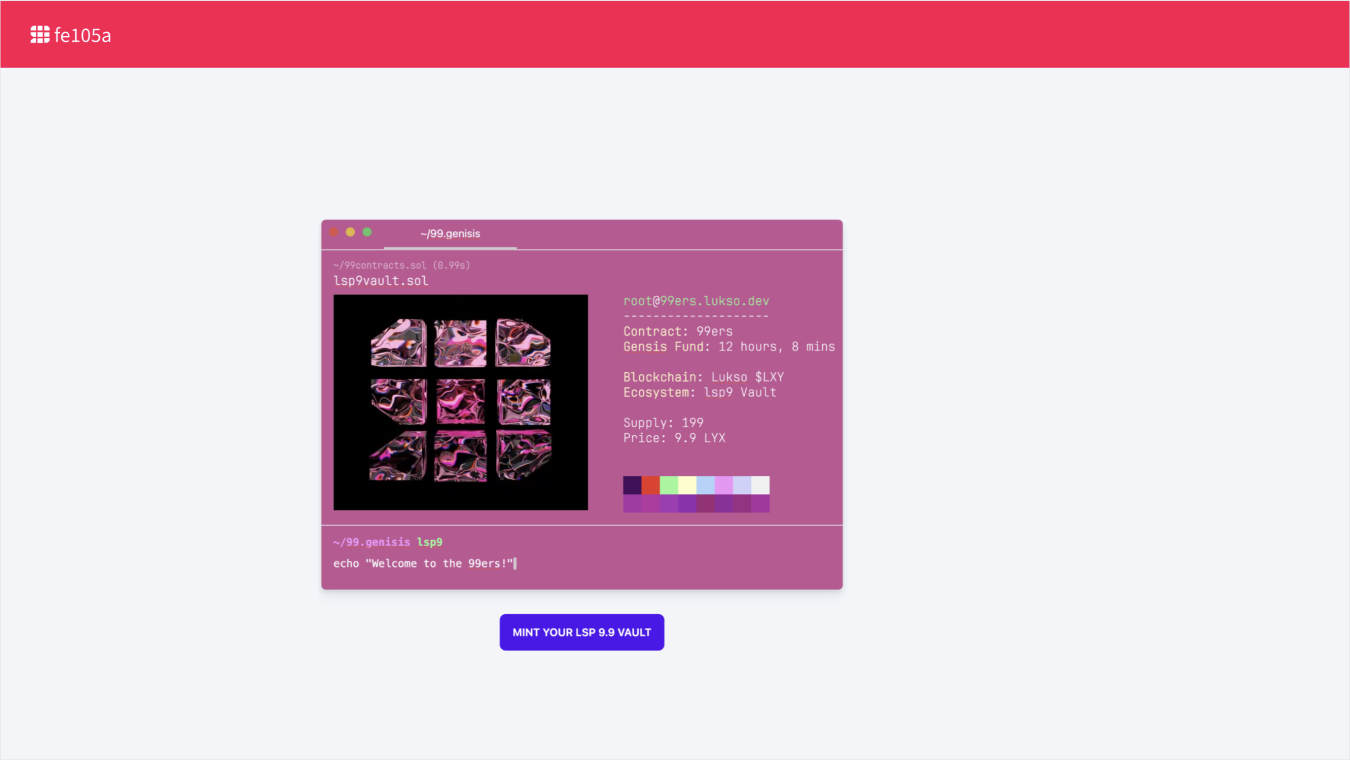 fe105a
~/99.genisis
~/99contracts.sol (0.99s)
lsp9vault.sol
root@99ers.lukso.dev
-------------------
Contract: 99ers
Gensis Fund: 12 hours, 8 mins
Blockchain: Lukso $LXY
Ecosystem: lsp9 Vault
Supply: 199
Price: 9.9 LYX
~/99.genisis lsp9
echo "Welcome to the 99ers!"
MINT YOUR LSP 9.9 VAULT